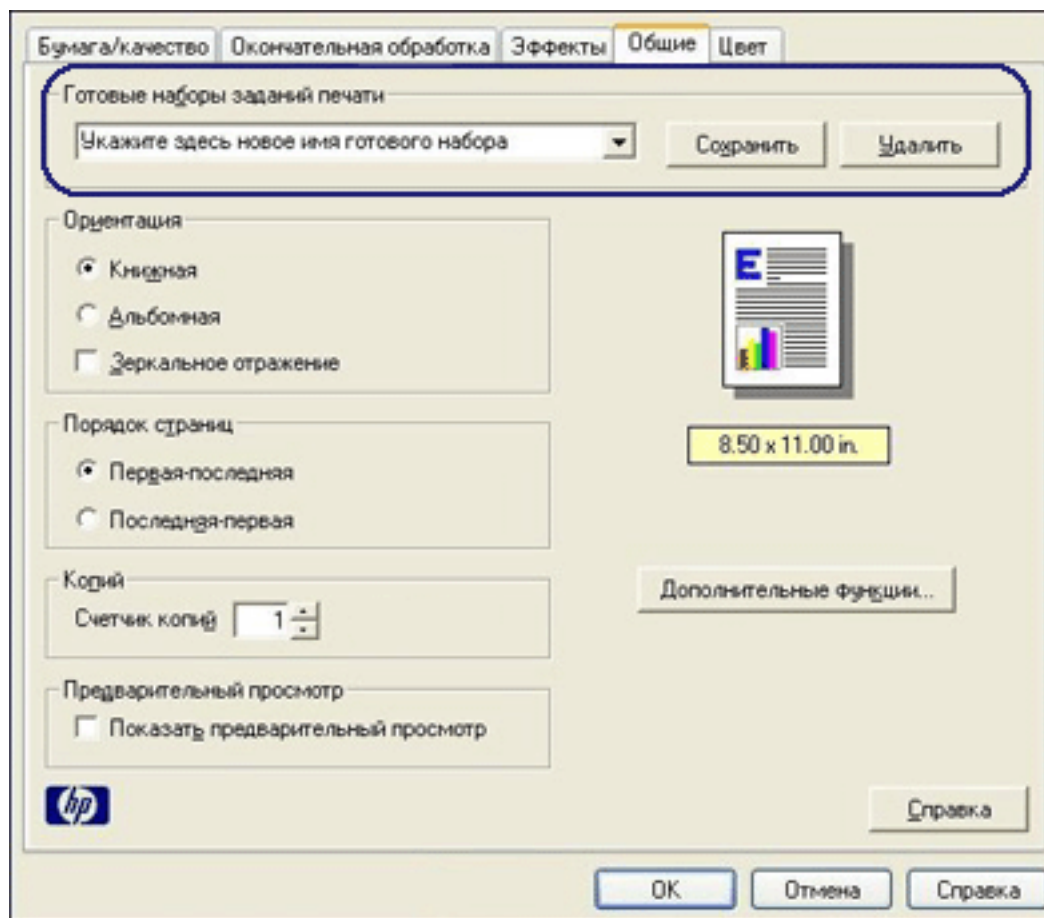 Бумага/качество Окончательная обработка Эффекты Общие Цвет
Готовые наборы заданий печати
Укажите здесь новое имя готового набора Сохранить Удалить
Ориентация
Книжная
Альбомная
Зеркальное отражение
E
8.50 x 11.00 in.
Порядок страниц
Первая-последняя
Последняя-первая
Копий
Счетчик копий 1
Дополнительные функции...
Предварительный просмотр
Показать предварительный просмотр
hp
Справка
OK Отмена Справка